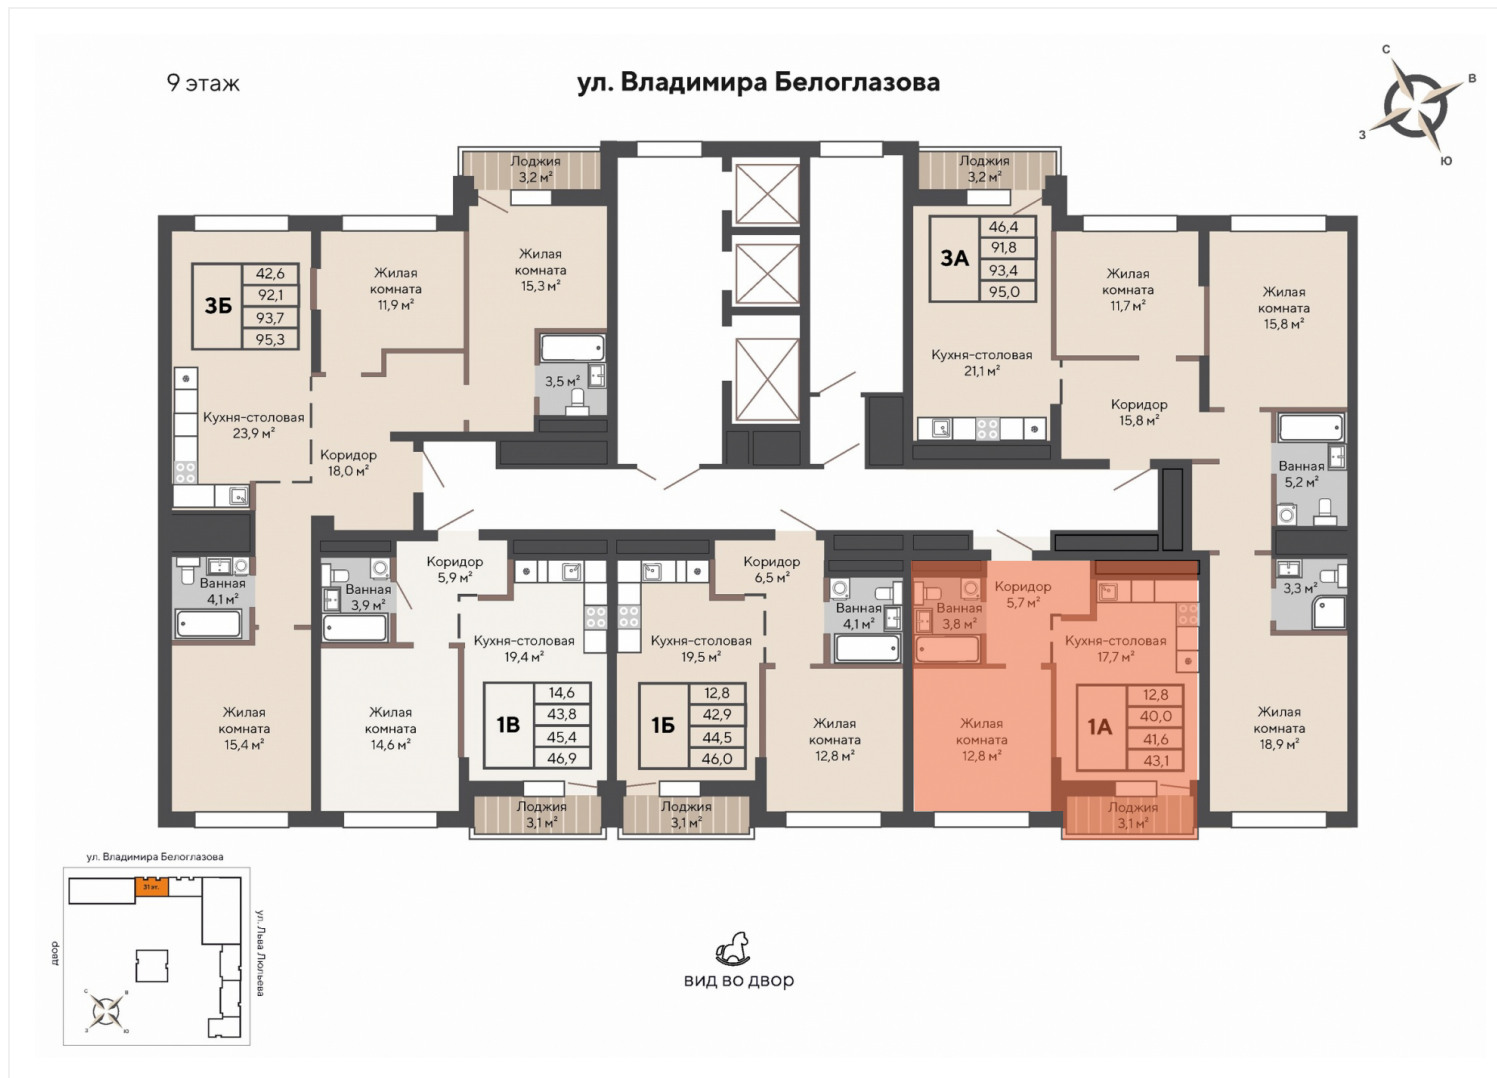 9 этаж
ул. Владимира Белоглазова
С
В
З
Ю
Лоджия
3,2 м²
Лоджия
3,2 м²
3Б
42,6
92,1
93,7
95,3
Жилая
комната
11,9 м²
Жилая
комната
15,3 м²
3,5 м²
Кухня-столовая
23,9 м²
Коридор
18,0 м²
3А
46,4
91,8
93,4
95,0
Жилая
комната
11,7 м²
Жилая
комната
15,8 м²
Кухня-столовая
21,1 м²
Коридор
15,8 м²
Ванная
5,2 м²
3,3 м²
Ванная
4,1 м²
Жилая
комната
15,4 м²
Ванная
3,9 м²
Коридор
5,9 м²
Кухня-столовая
19,4 м²
Жилая
комната
14,6 м²
1В
14,6
43,8
45,4
46,9
Лоджия
3,1 м²
Коридор
6,5 м²
Кухня-столовая
19,5 м²
Ванная
4,1 м²
1Б
12,8
42,9
44,5
46,0
Жилая
комната
12,8 м²
Лоджия
3,1 м²
Ванная
3,8 м²
Коридор
5,7 м²
Кухня-столовая
17,7 м²
Жилая
комната
12,8 м²
1А
12,8
40,0
41,6
43,1
Лоджия
3,1 м²
Жилая
комната
18,9 м²
ул. Владимира Белоглазова
31 эт.
двор
ул. Льва Люльева
С
В
З
Ю
вид во двор